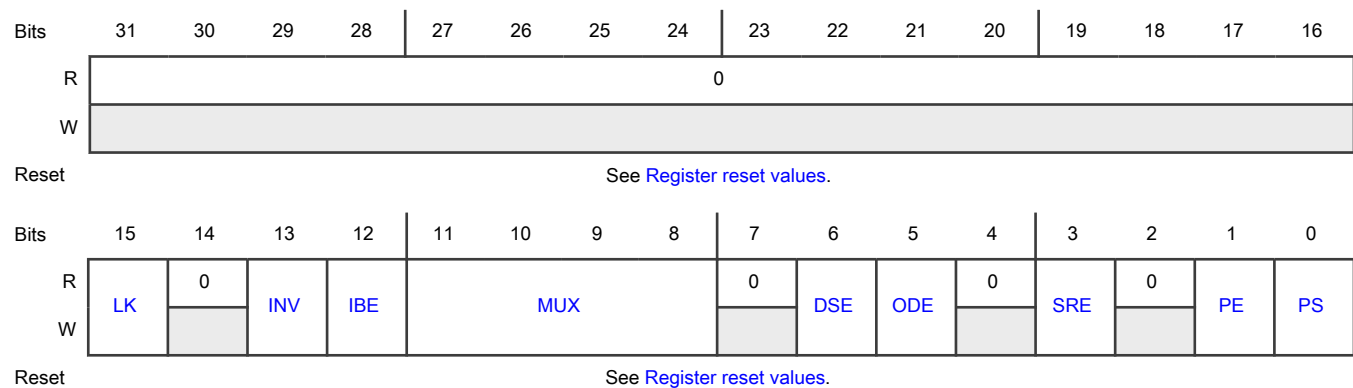 Bits 31 30 29 28 27 26 25 24 23 22 21 20 19 18 17 16
R 0
W
Reset See Register reset values.
Bits 15 14 13 12 11 10 9 8 7 6 5 4 3 2 1 0
R 0 0 0 0
LK INV IBE MUX DSE ODE SRE PE PS
W
Reset See Register reset values.